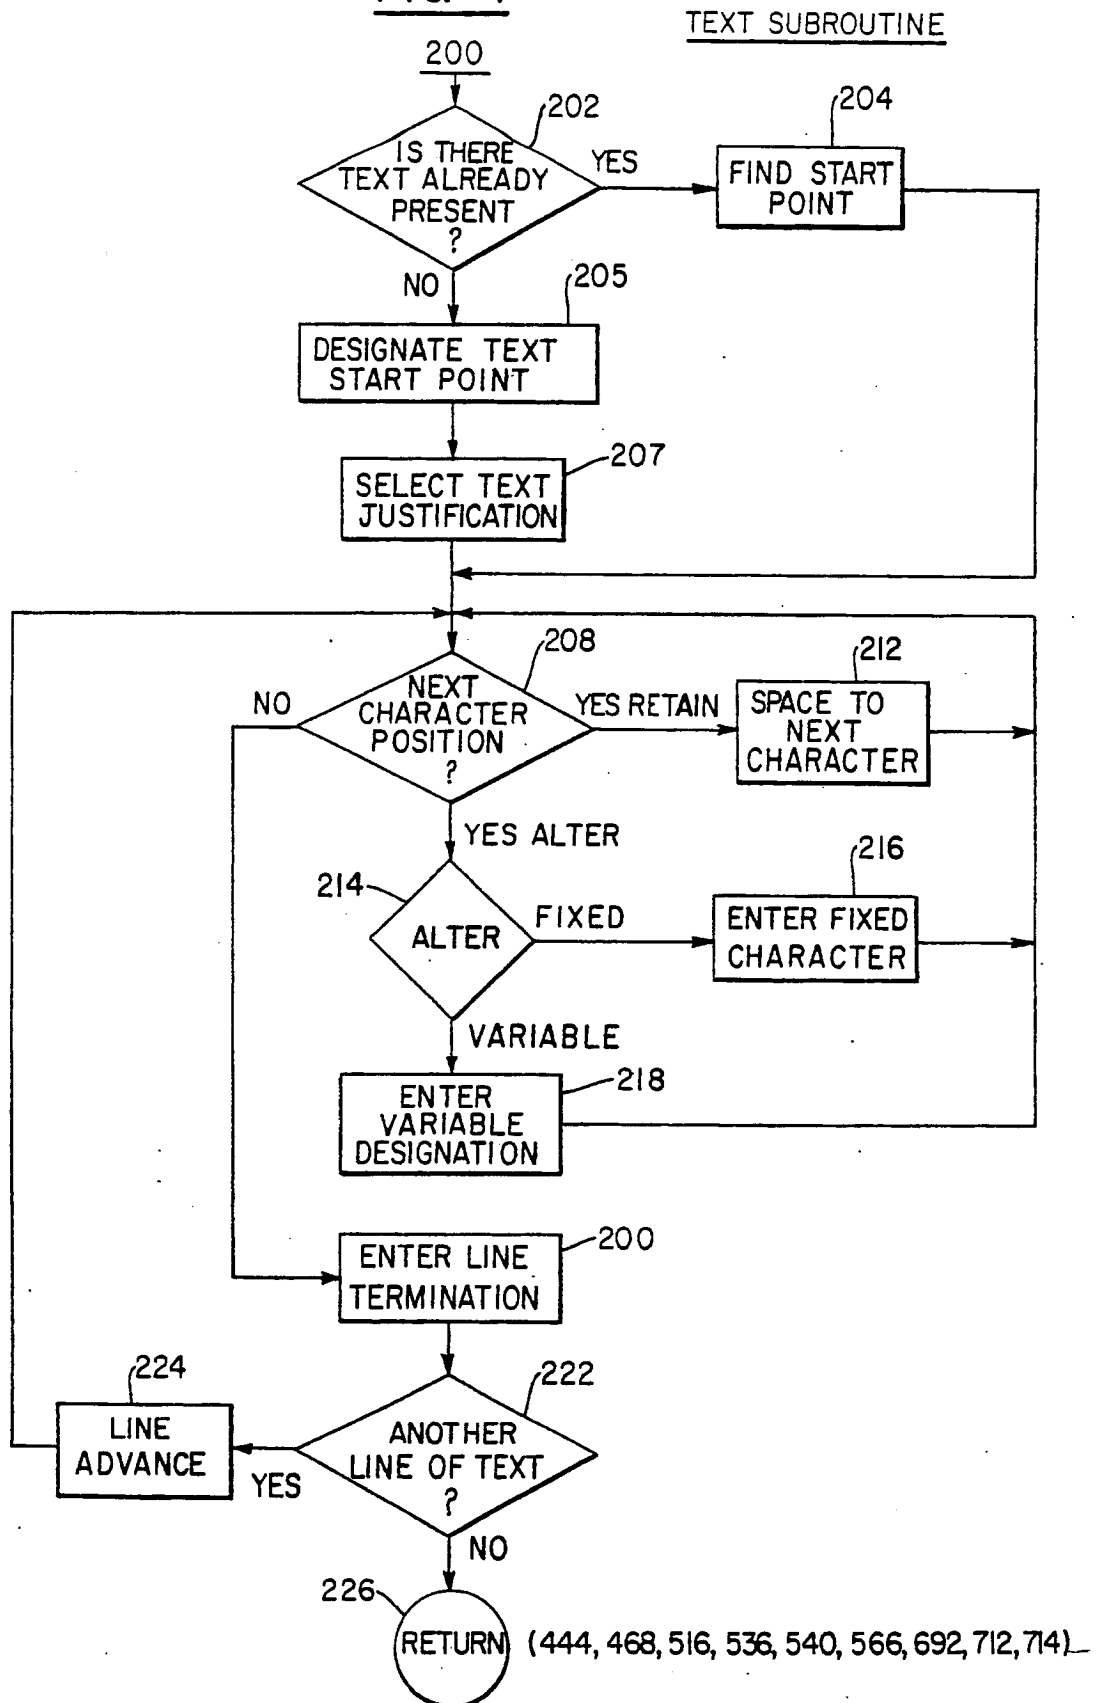 TEXT SUBROUTINE
200
202
204
IS THERE
TEXT ALREADY
PRESENT
?
YES
FIND START
POINT
NO
205
DESIGNATE TEXT
START POINT
207
SELECT TEXT
JUSTIFICATION
208
212
NO
NEXT
CHARACTER
POSITION
?
YES RETAIN
SPACE TO
NEXT
CHARACTER
YES ALTER
214
216
ALTER
FIXED
ENTER FIXED
CHARACTER
VARIABLE
218
ENTER
VARIABLE
DESIGNATION
200
ENTER LINE
TERMINATION
224
222
LINE
ADVANCE
YES
ANOTHER
LINE OF TEXT
?
NO
226
RETURN (444, 468, 516, 536, 540, 566, 692, 712, 714)